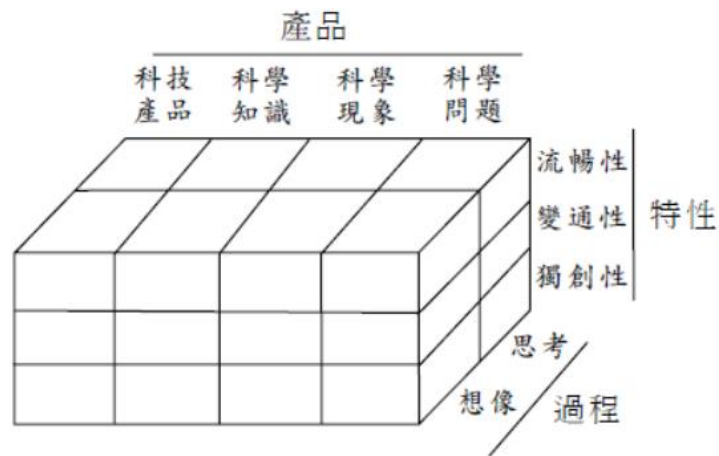 產品
科技 科學 科學 科學
產品 知識 現象 問題
流暢性
變通性
特性
獨創性
思考
想像
過程